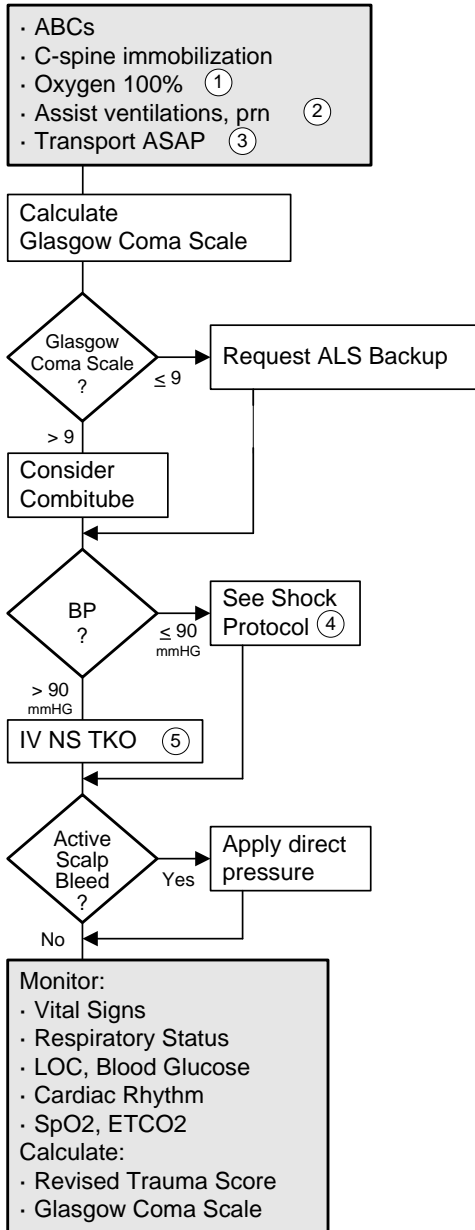 · ABCs
· C-spine immobilization
· Oxygen 100% 1
· Assist ventilations, prn 2
· Transport ASAP 3
Calculate
Glasgow Coma Scale
Glasgow
Coma Scale
?
≤ 9
Request ALS Backup
> 9
Consider
Combitube
BP
?
≤ 90
mmHG
See Shock
Protocol 4
> 90
mmHG
IV NS TKO 5
Active
Scalp
Bleed
?
Yes
Apply direct
pressure
No
Monitor:
· Vital Signs
· Respiratory Status
· LOC, Blood Glucose
· Cardiac Rhythm
· SpO2, ETCO2
Calculate:
· Revised Trauma Score
· Glasgow Coma Scale